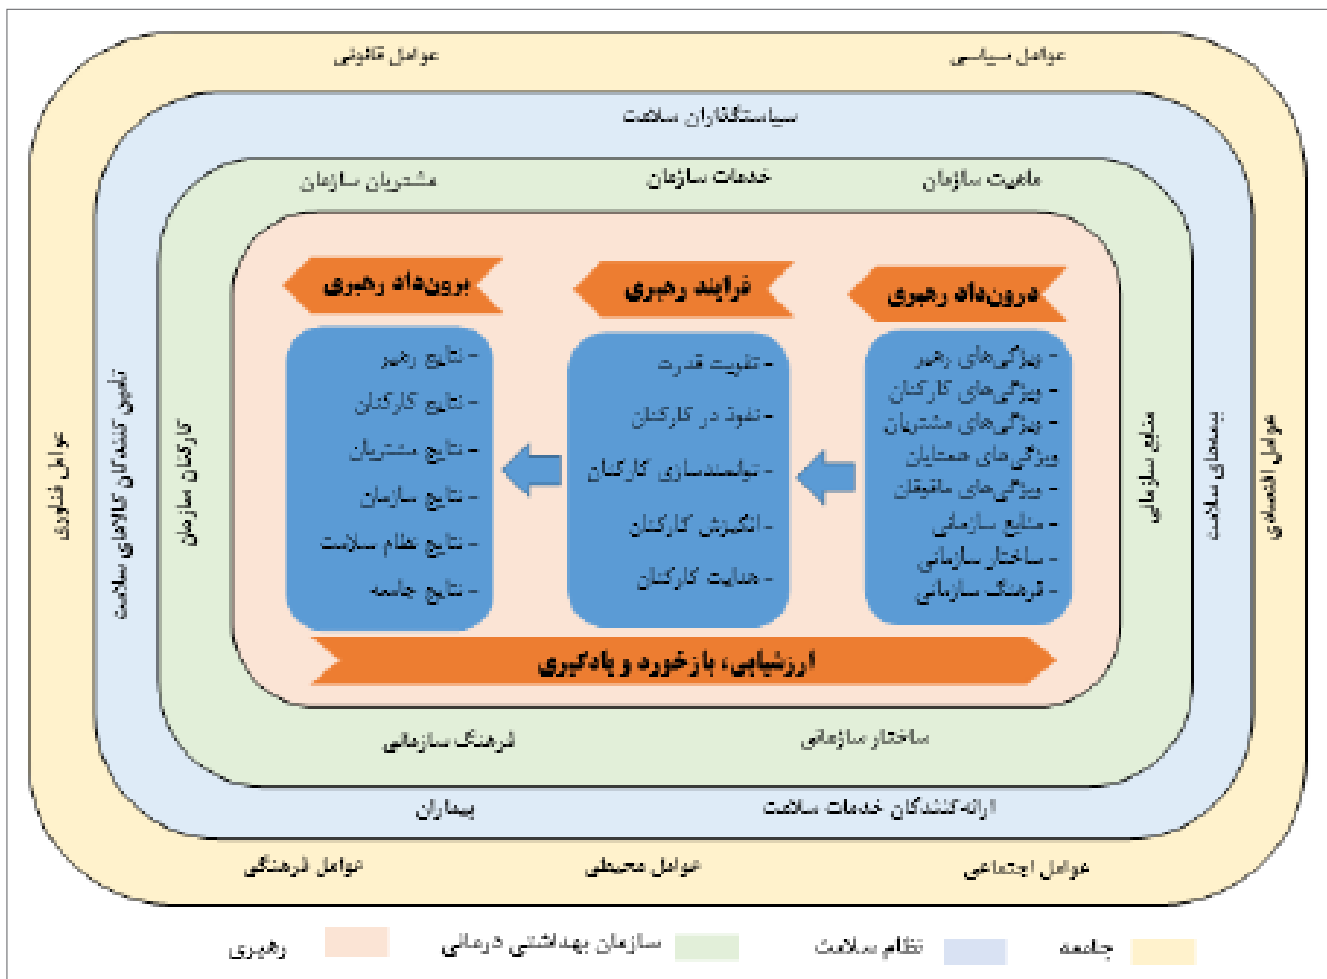 عوامل سیاسی
عوامل قانونی
سیاستگذاران سلامت
ماهیت سازمان
خدمات سازمان
مشتریان سازمان
درون‌داد رهبری
فرایند رهبری
برون‌داد رهبری
- ویژگی‌های رهبر
- ویژگی‌های کارکنان
- ویژگی‌های مشتریان
ویژگی‌های همتایان
- ویژگی‌های مافوقان
- منابع سازمانی
- ساختار سازمانی
- فرهنگ سازمانی
- تقویت قدرت
- نفوذ در کارکنان
- توانمندسازی کارکنان
- انگیزش کارکنان
- هدایت کارکنان
- نتایج رهبر
- نتایج کارکنان
- نتایج مشتریان
- نتایج سازمان
- نتایج نظام سلامت
- نتایج جامعه
ارزشیابی، بازخورد و یادگیری
منابع سازمانی
بیمه‌های سلامت
عوامل اقتصادی
کارکنان سازمان
تامین کنندگان کالاهای سلامت
عوامل فناوری
ساختار سازمانی
فرهنگ سازمانی
ارائه‌کنندگان خدمات سلامت
بیماران
عوامل اجتماعی
عوامل محیطی
عوامل فرهنگی
جامعه
نظام سلامت
سازمان بهداشتی درمانی
رهبری